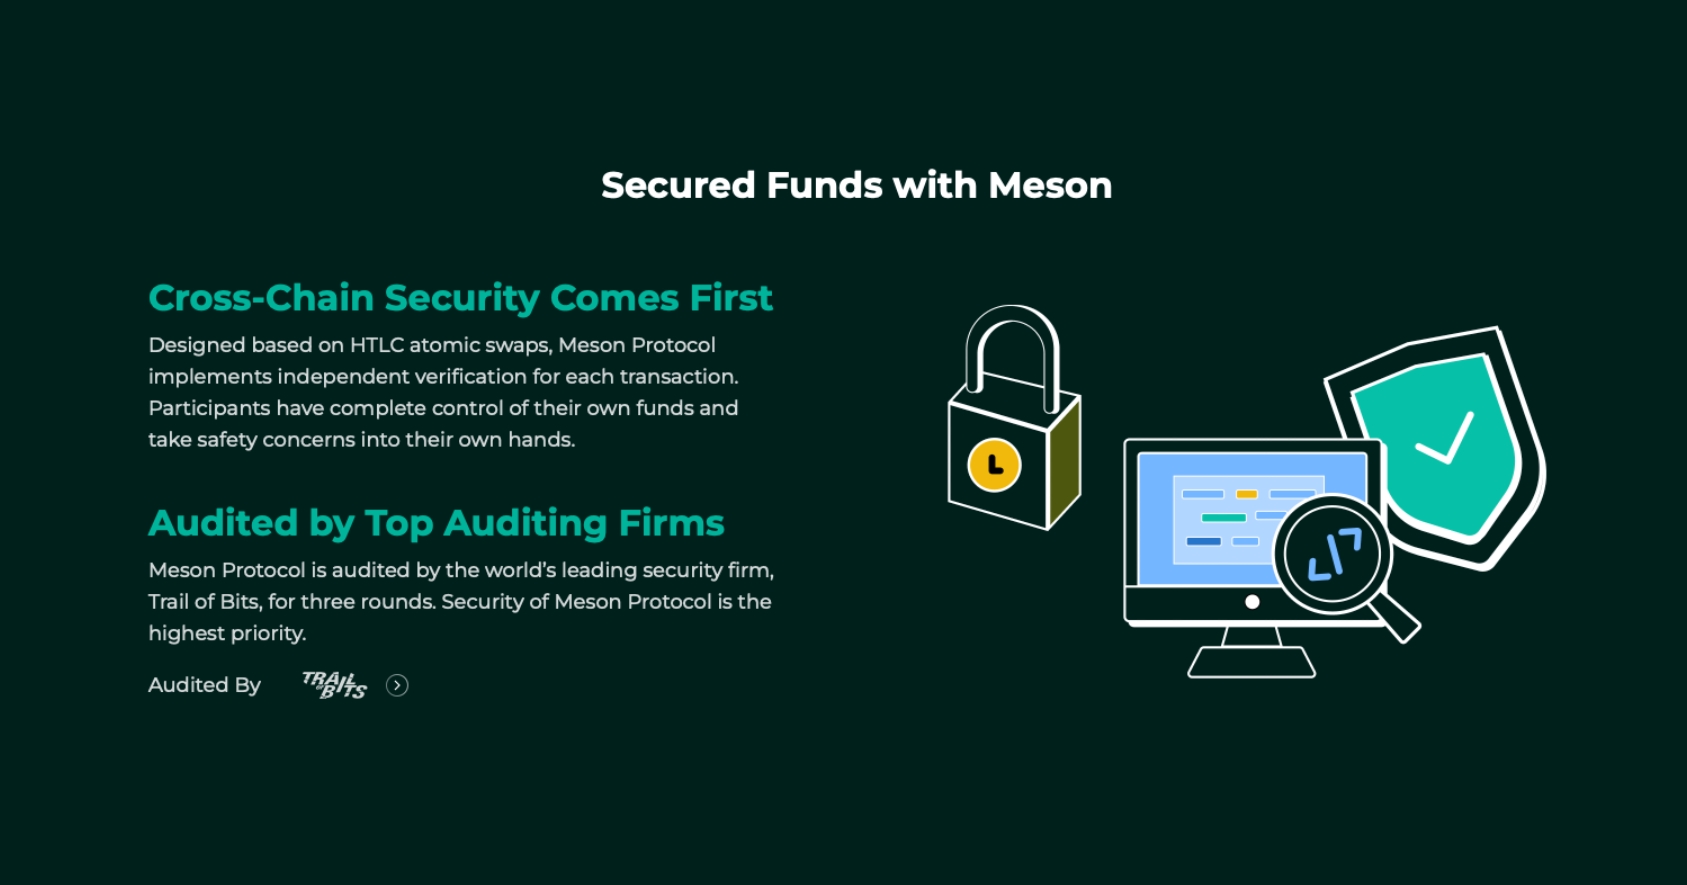 Secured Funds with Meson
Cross-Chain Security Comes First
Designed based on HTLC atomic swaps, Meson Protocol
implements independent verification for each transaction.
Participants have complete control of their own funds and
take safety concerns into their own hands.
Audited by Top Auditing Firms
Meson Protocol is audited by the world’s leading security firm,
Trail of Bits, for three rounds. Security of Meson Protocol is the
highest priority.
Audited By
TRAIL
OF
BITS